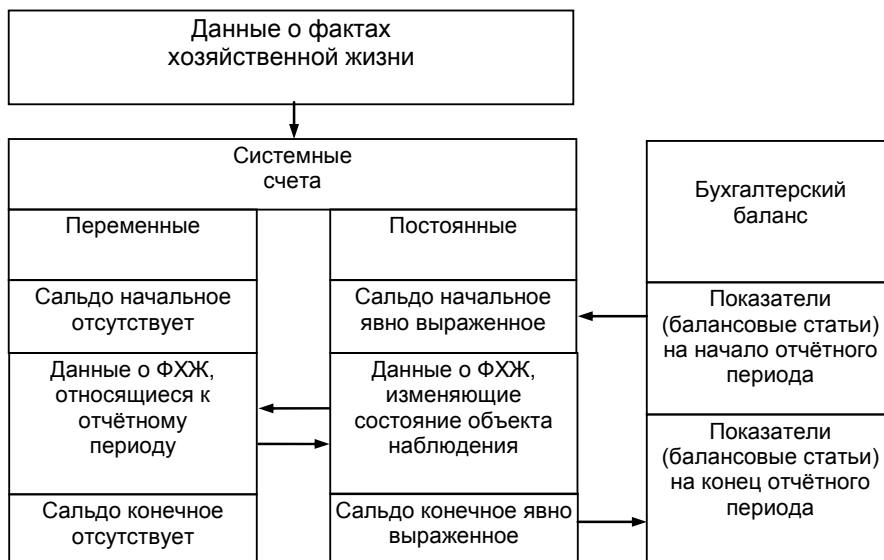 Данные о фактах
хозяйственной жизни
Системные
счета
Переменные
Постоянные
Сальдо начальное
отсутствует
Сальдо начальное
явно выраженное
Данные о ФХЖ,
относящиеся к
отчётному
периоду
Данные о ФХЖ,
изменяющие
состояние объекта
наблюдения
Сальдо конечное
отсутствует
Сальдо конечное явно
выраженное
Бухгалтерский
баланс
Показатели
(балансовые статьи)
на начало отчётного
периода
Показатели
(балансовые статьи)
на конец отчётного
периода